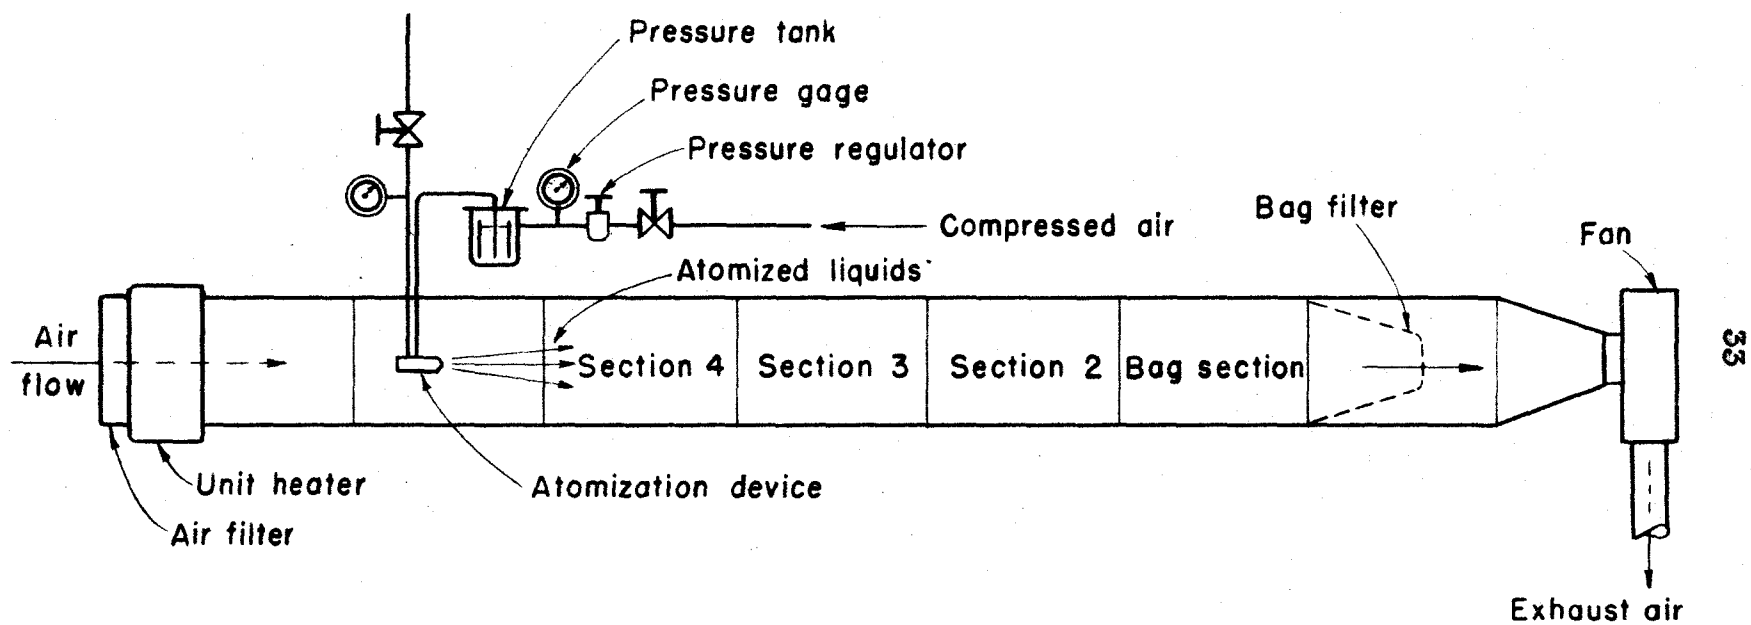 Pressure tank
Pressure gage
Pressure regulator
Compressed air
Bag filter
Fan
Atomized liquids
Air
flow
Section 4
Section 3
Section 2
Bag section
33
Unit heater
Atomization device
Air filter
Exhaust air